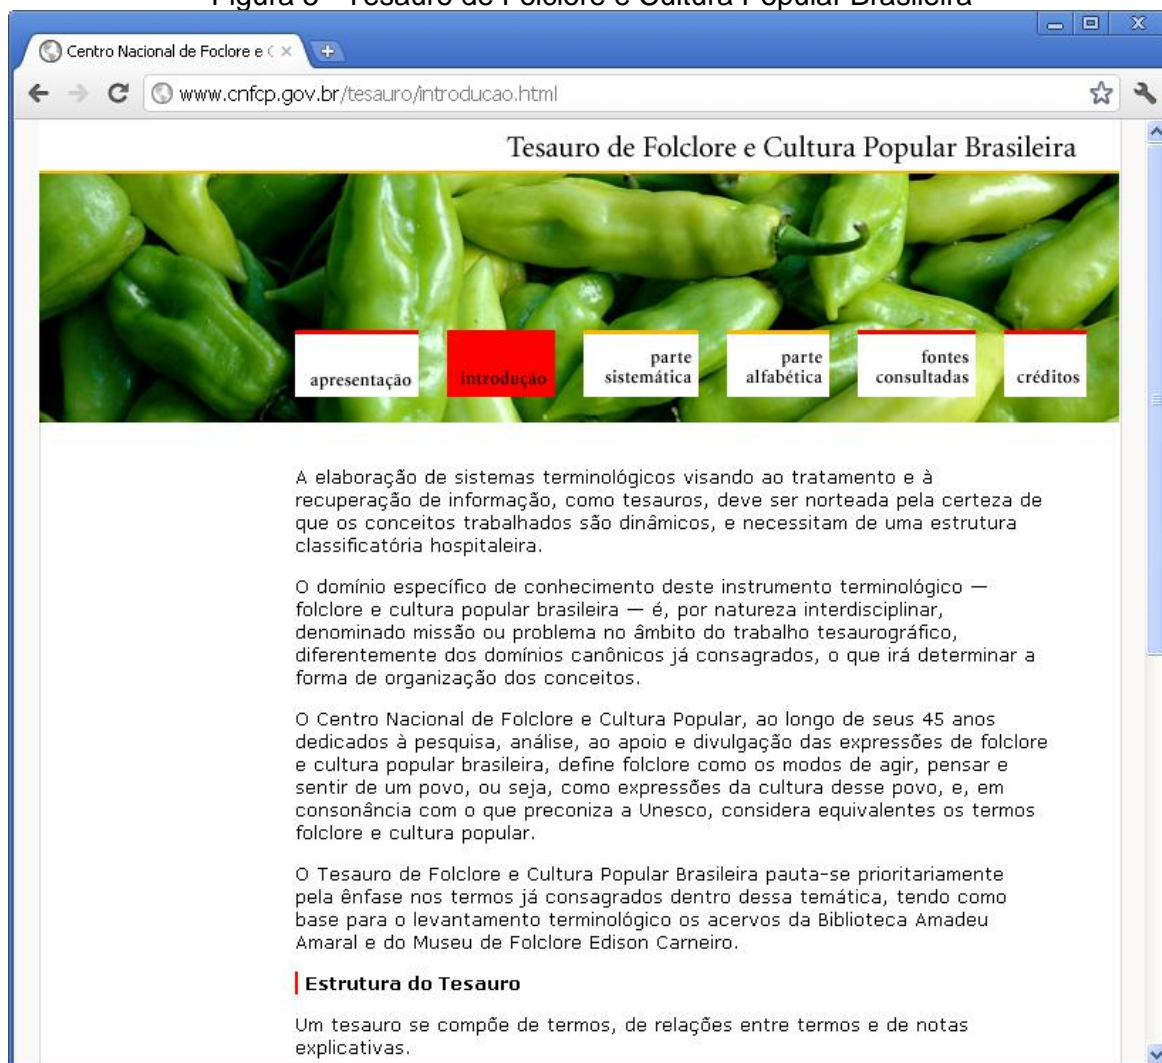 Tesauro de Folclore e Cultura Popular Brasileira
Centro Nacional de Foclore e C
www.cnfcp.gov.br/tesauro/introducao.html
Tesauro de Folclore e Cultura Popular Brasileira
apresentação
introdução
parte
sistemática
parte
alfabética
fontes
consultadas
créditos
A elaboração de sistemas terminológicos visando ao tratamento e à
recuperação de informação, como tesauros, deve ser norteada pela certeza de
que os conceitos trabalhados são dinâmicos, e necessitam de uma estrutura
classificatória hospitaleira.
O domínio específico de conhecimento deste instrumento terminológico —
folclore e cultura popular brasileira — é, por natureza interdisciplinar,
denominado missão ou problema no âmbito do trabalho tesaurográfico,
diferentemente dos domínios canônicos já consagrados, o que irá determinar a
forma de organização dos conceitos.
O Centro Nacional de Folclore e Cultura Popular, ao longo de seus 45 anos
dedicados à pesquisa, análise, ao apoio e divulgação das expressões de folclore
e cultura popular brasileira, define folclore como os modos de agir, pensar e
sentir de um povo, ou seja, como expressões da cultura desse povo, e, em
consonância com o que preconiza a Unesco, considera equivalentes os termos
folclore e cultura popular.
O Tesauro de Folclore e Cultura Popular Brasileira pauta-se prioritariamente
pela ênfase nos termos já consagrados dentro dessa temática, tendo como
base para o levantamento terminológico os acervos da Biblioteca Amadeu
Amaral e do Museu de Folclore Edison Carneiro.
Estrutura do Tesauro
Um tesauro se compõe de termos, de relações entre termos e de notas
explicativas.